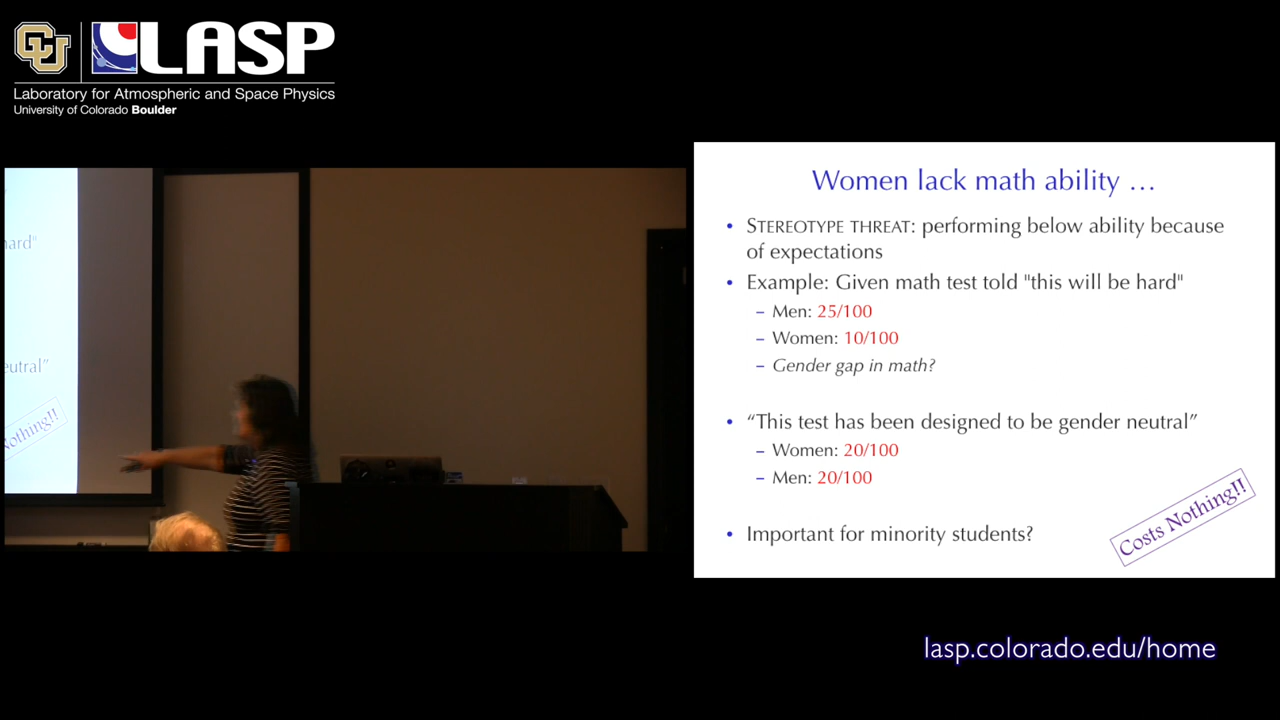 CU
LASP
Laboratory for Atmospheric and Space Physics
University of Colorado Boulder
hard"
eutral”
Nothing!!
Women lack math ability …
• STEREOTYPE THREAT: performing below ability because
of expectations
• Example: Given math test told "this will be hard"
– Men: 25/100
– Women: 10/100
– Gender gap in math?
• “This test has been designed to be gender neutral”
– Women: 20/100
– Men: 20/100
• Important for minority students?
Costs Nothing!!
lasp.colorado.edu/home